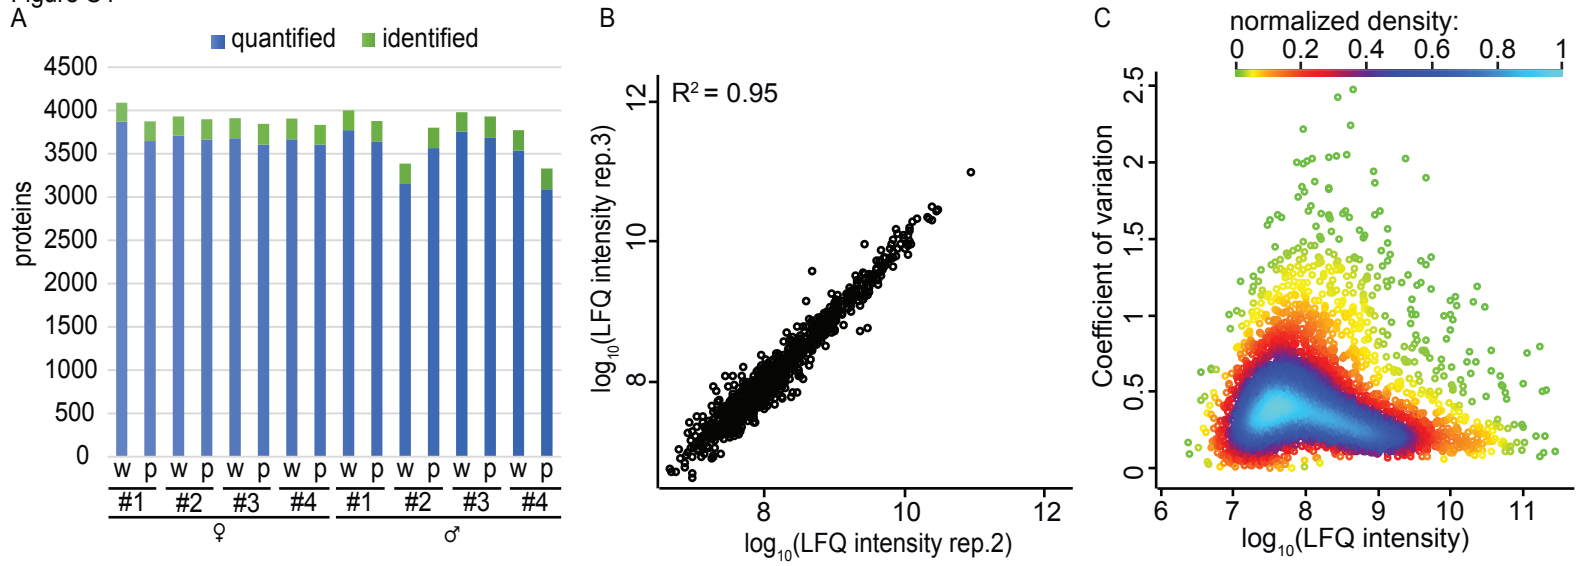 A
quantified identified
4500
4000
3500
3000
2500
2000
1500
1000
500
0
proteins
w p w p w p w p w p w p w p w p
#1 #2 #3 #4 #1 #2 #3 #4
♀ ♂
B
R² = 0.95
12
10
8
log₁₀(LFQ intensity rep.3)
8 10 12
log₁₀(LFQ intensity rep.2)
C
normalized density:
0 0.2 0.4 0.6 0.8 1
2.5
2
1.5
1
0.5
0
Coefficient of variation
6 7 8 9 10 11
log₁₀(LFQ intensity)